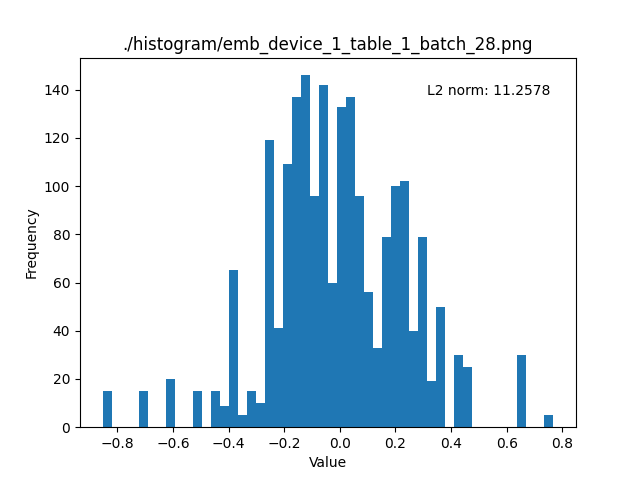 ./histogram/emb_device_1_table_1_batch_28.png
L2 norm: 11.2578
140
120
100
80
60
40
20
0
Frequency
−0.8 −0.6 −0.4 −0.2 0.0 0.2 0.4 0.6 0.8
Value